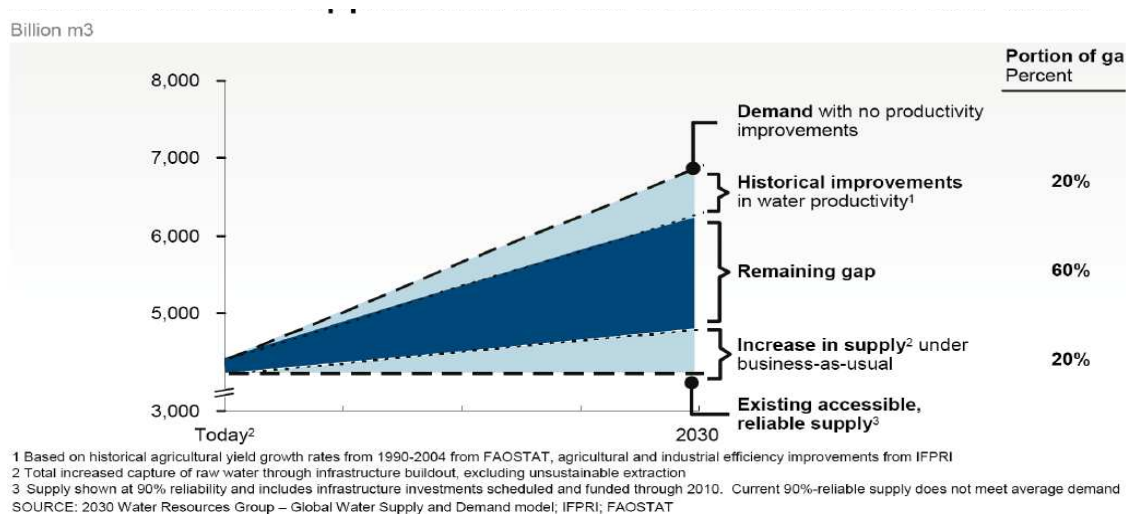 Billion m3
Portion of ga
Percent
8,000
7,000
6,000
5,000
3,000
Demand with no productivity
improvements
Historical improvements
in water productivity1
20%
Remaining gap
60%
Increase in supply2 under
business-as-usual
20%
Existing accessible,
reliable supply3
Today2
2030
1 Based on historical agricultural yield growth rates from 1990-2004 from FAOSTAT, agricultural and industrial efficiency improvements from IFPRI
2 Total increased capture of raw water through infrastructure buildout, excluding unsustainable extraction
3 Supply shown at 90% reliability and includes infrastructure investments scheduled and funded through 2010. Current 90%-reliable supply does not meet average demand
SOURCE: 2030 Water Resources Group – Global Water Supply and Demand model; IFPRI; FAOSTAT